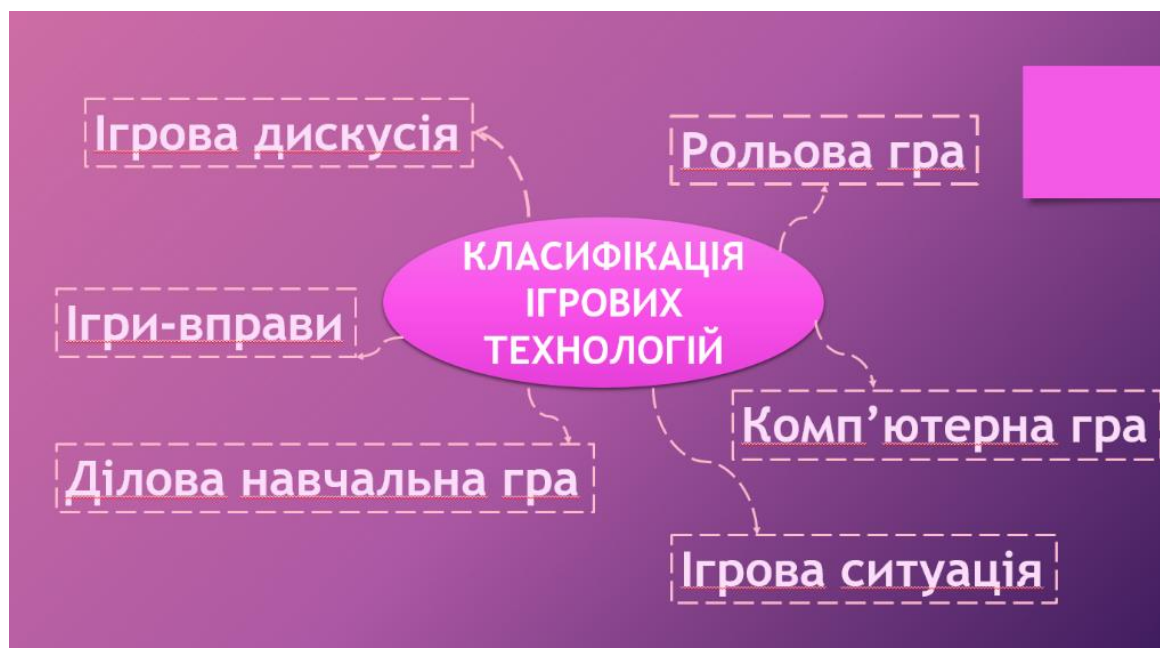 Ігрова дискусія
Рольова гра
КЛАСИФІКАЦІЯ
ІГРОВИХ
ТЕХНОЛОГІЙ
Ігри-вправи
Комп’ютерна гра
Ділова навчальна гра
Ігрова ситуація